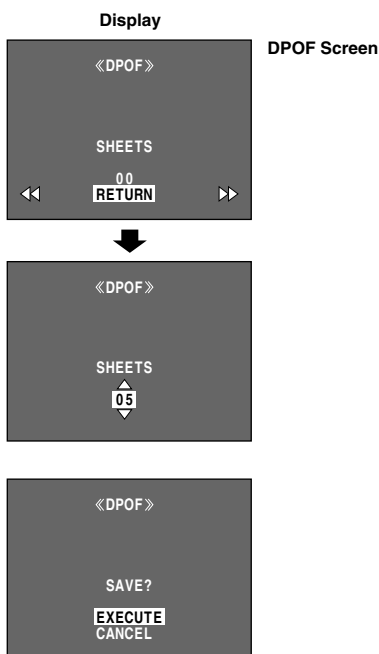 Display
DPOF Screen
《DPOF》
SHEETS
00
RETURN
《DPOF》
SHEETS
05
《DPOF》
SAVE?
EXECUTE
CANCEL